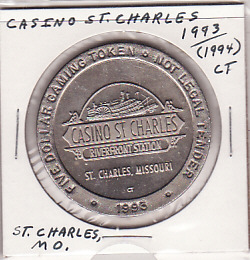 CASINO ST. CHARLES
1993
(1994)
CT
FIVE DOLLAR GAMING TOKEN • NOT LEGAL TENDER
CASINO ST CHARLES
RIVERFRONT STATION
ST. CHARLES, MISSOURI
G
• 1993 •
ST. CHARLES,
MO.